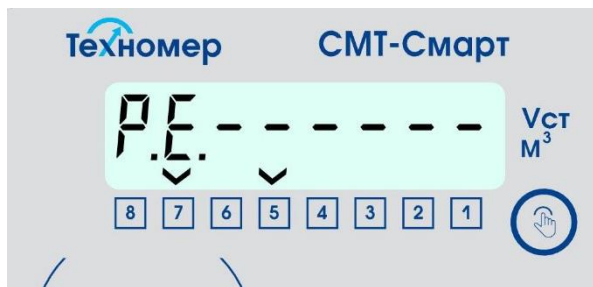 Техномер СМТ-Смарт
P.E.------
Vст
м³
8 7 6 5 4 3 2 1